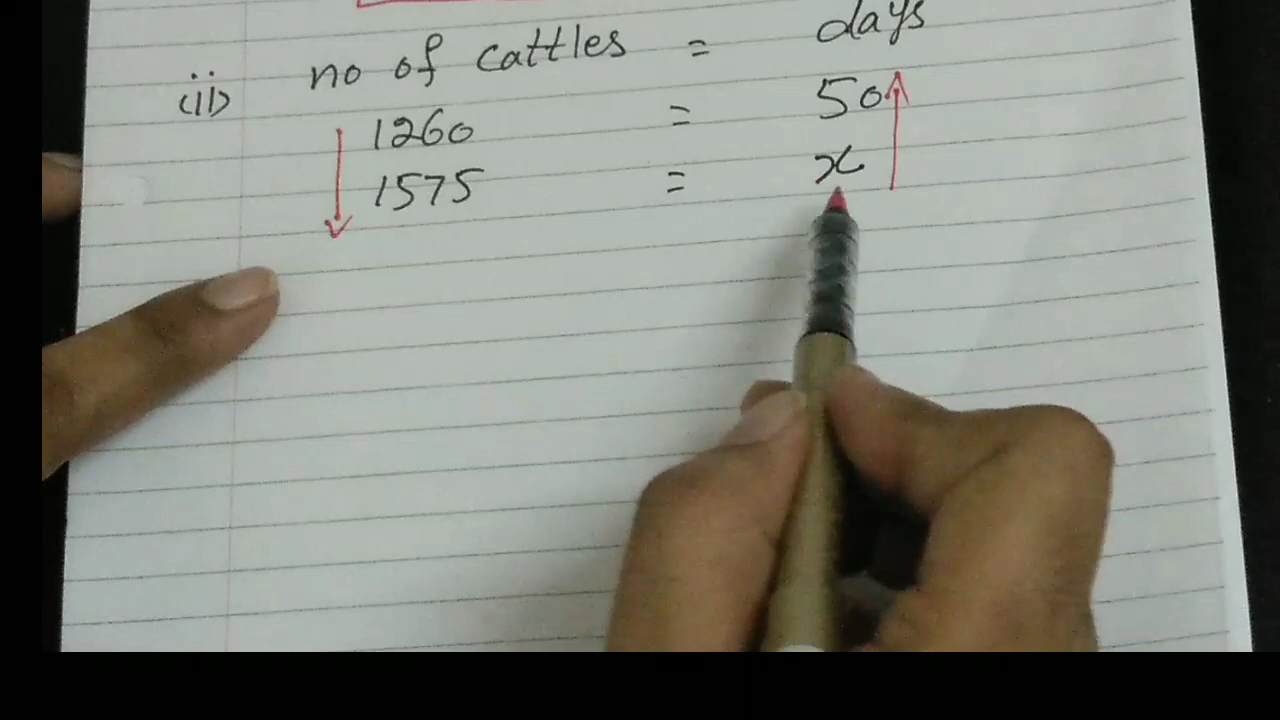 (ii) no of cattles = days
1260 = 50
1575 = x